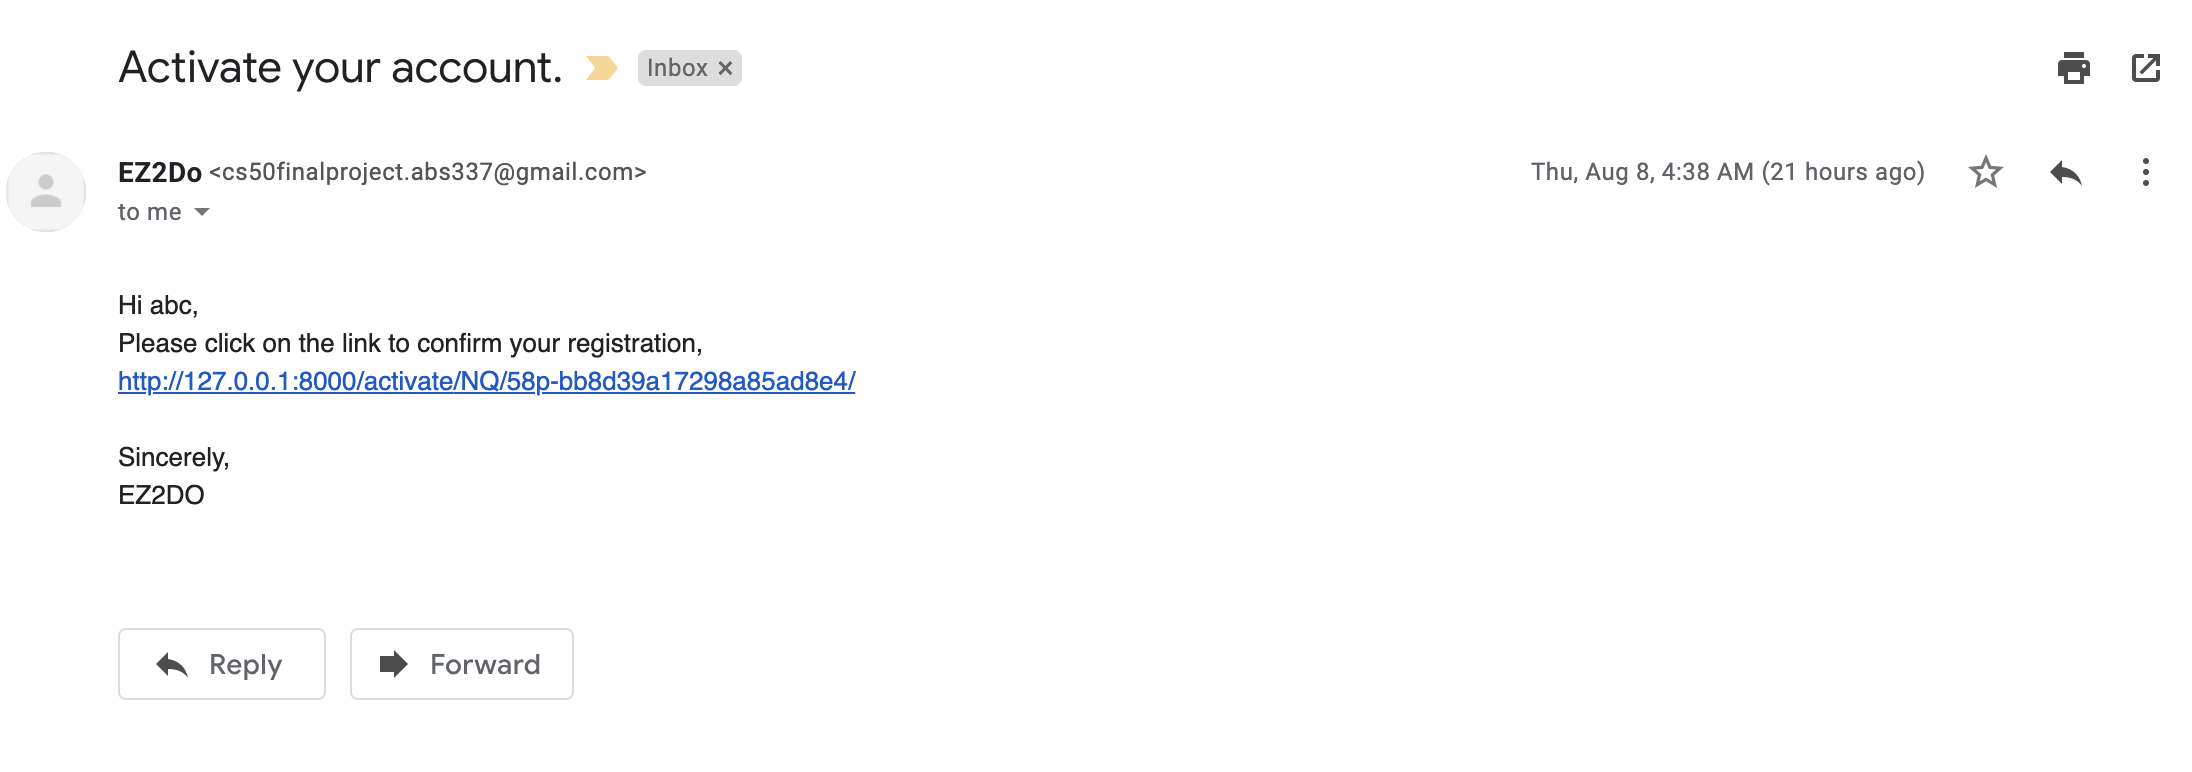 Activate your account. Inbox ×
EZ2Do <cs50finalproject.abs337@gmail.com> Thu, Aug 8, 4:38 AM (21 hours ago)
to me
Hi abc,
Please click on the link to confirm your registration,
http://127.0.0.1:8000/activate/NQ/58p-bb8d39a17298a85ad8e4/
Sincerely,
EZ2DO
Reply Forward